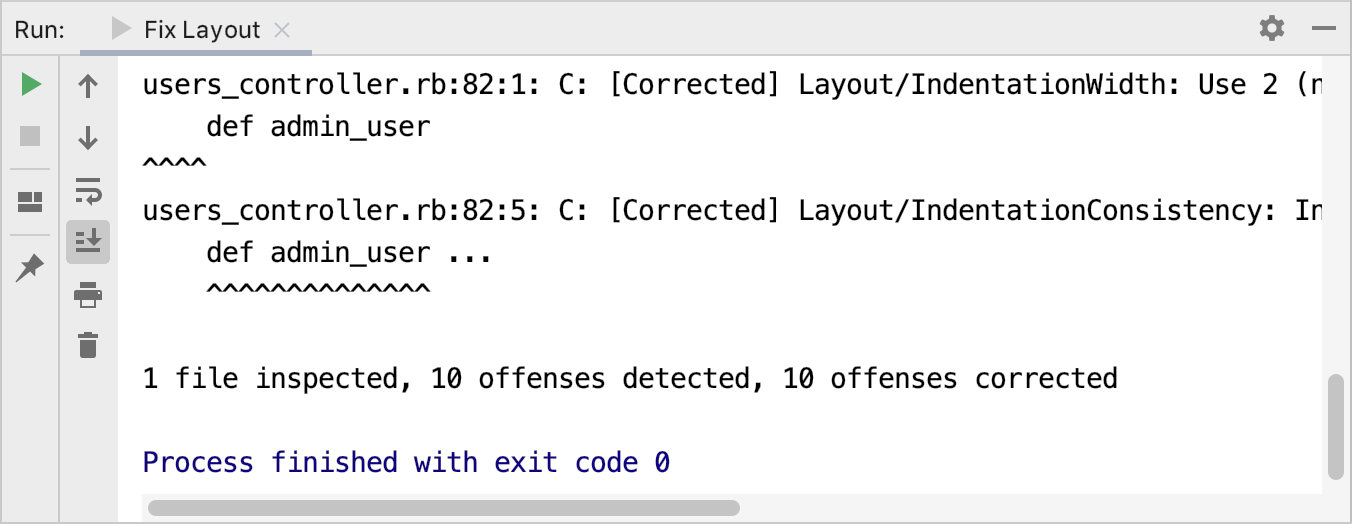 Run: Fix Layout
users_controller.rb:82:1: C: [Corrected] Layout/IndentationWidth: Use 2 (n
    def admin_user
^^^^
users_controller.rb:82:5: C: [Corrected] Layout/IndentationConsistency: In
    def admin_user ...
    ^^^^^^^^^^^^^^
1 file inspected, 10 offenses detected, 10 offenses corrected
Process finished with exit code 0